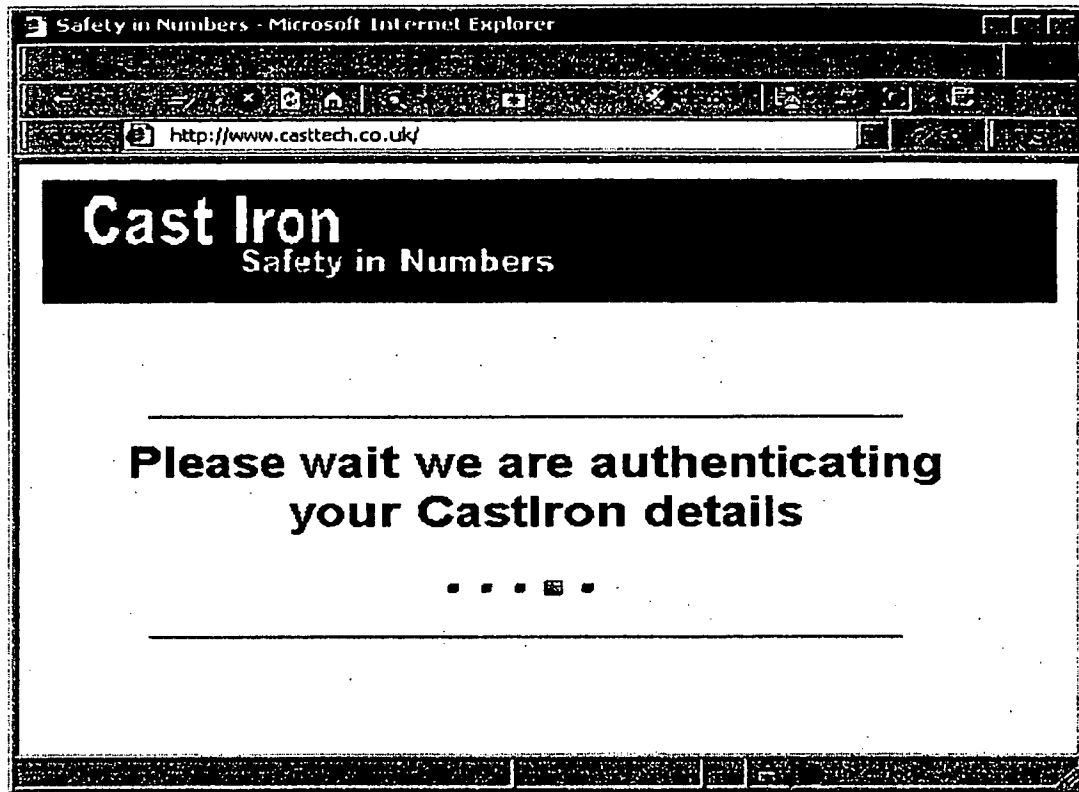 Safety in Numbers - Microsoft Internet Explorer
http://www.casttech.co.uk/
Cast Iron
Safety in Numbers
Please wait we are authenticating
your CastIron details